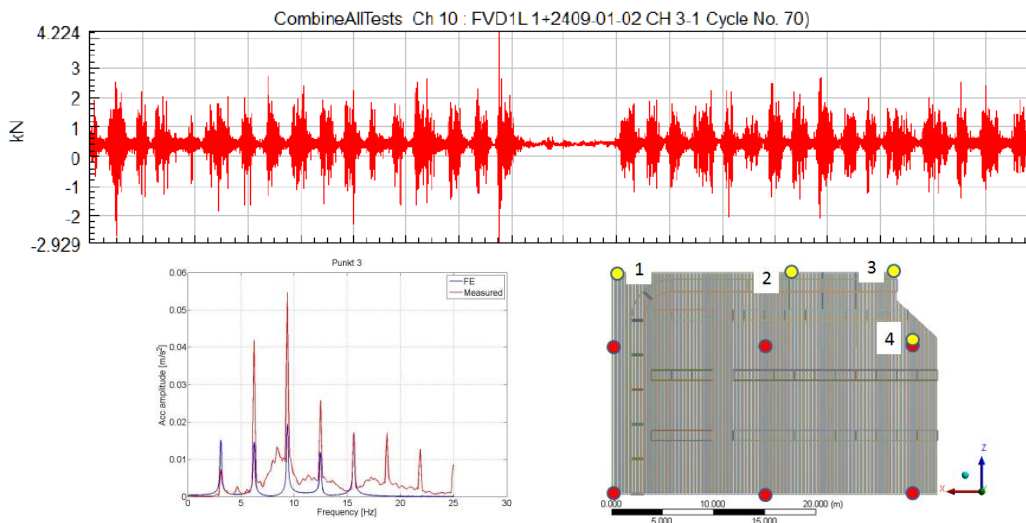 CombineAllTests Ch 10 : FVD1L 1+2409-01-02 CH 3-1 Cycle No. 70)
4.224
3
2
1
0
-1
-2
-2.929
kN
Punkt 3
FE
Measured
0.06
0.05
0.04
0.03
0.02
0.01
0
Acc amplitude [m/s²]
0 5 10 15 20 25 30
Frequency [Hz]
1
2
3
4
0.000 10.000 20.000 (m)
5.000 15.000
Z
X
Y